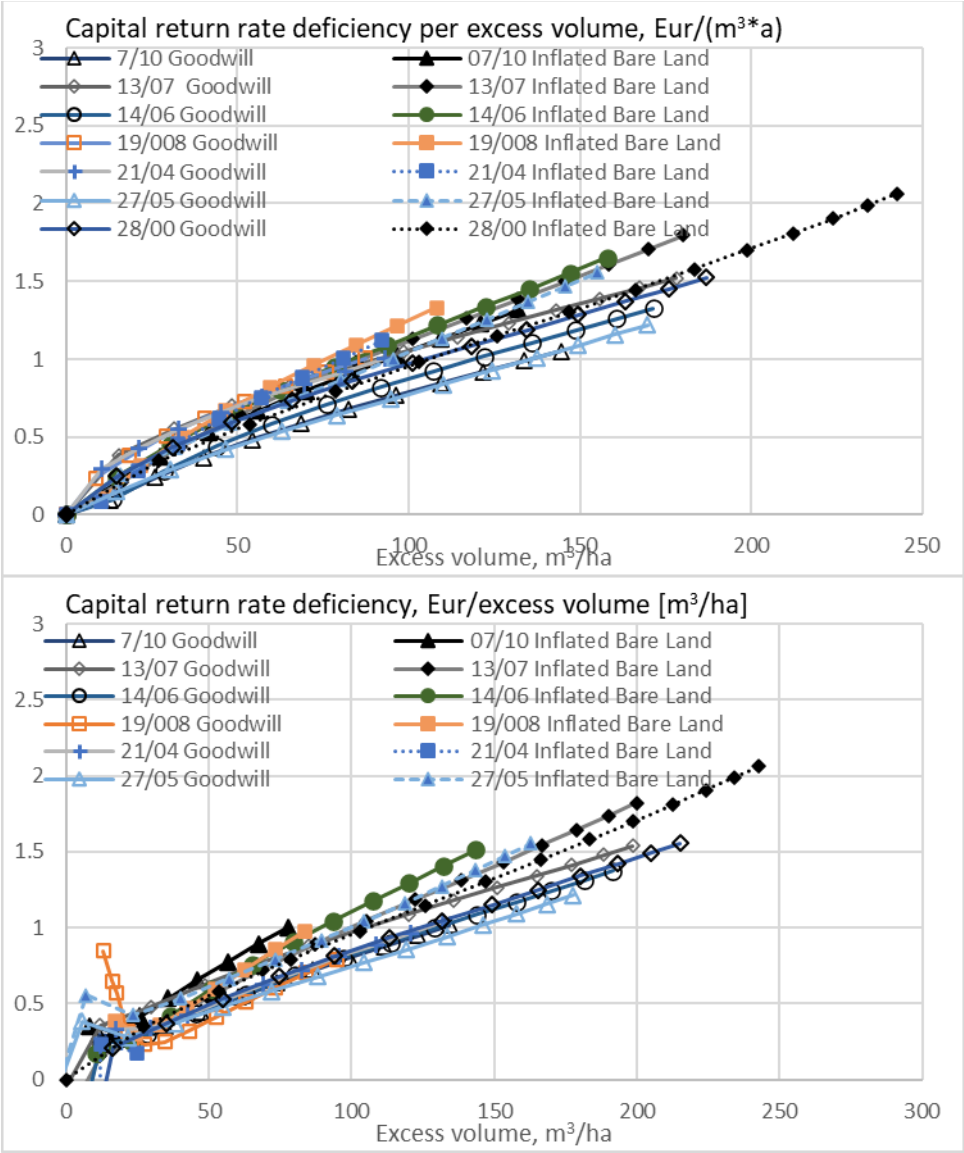 Capital return rate deficiency per excess volume, Eur/(m³*a)
3
7/10 Goodwill 07/10 Inflated Bare Land
13/07 Goodwill 13/07 Inflated Bare Land
2.5
14/06 Goodwill 14/06 Inflated Bare Land
19/008 Goodwill 19/008 Inflated Bare Land
21/04 Goodwill 21/04 Inflated Bare Land
2
27/05 Goodwill 27/05 Inflated Bare Land
28/00 Goodwill 28/00 Inflated Bare Land
1.5
1
0.5
0
0 50 100 150 200 250
Excess volume, m³/ha
Capital return rate deficiency, Eur/excess volume [m³/ha]
3
7/10 Goodwill 07/10 Inflated Bare Land
13/07 Goodwill 13/07 Inflated Bare Land
2.5
14/06 Goodwill 14/06 Inflated Bare Land
19/008 Goodwill 19/008 Inflated Bare Land
21/04 Goodwill 21/04 Inflated Bare Land
2
27/05 Goodwill 27/05 Inflated Bare Land
1.5
1
0.5
0
0 50 100 150 200 250 300
Excess volume, m³/ha